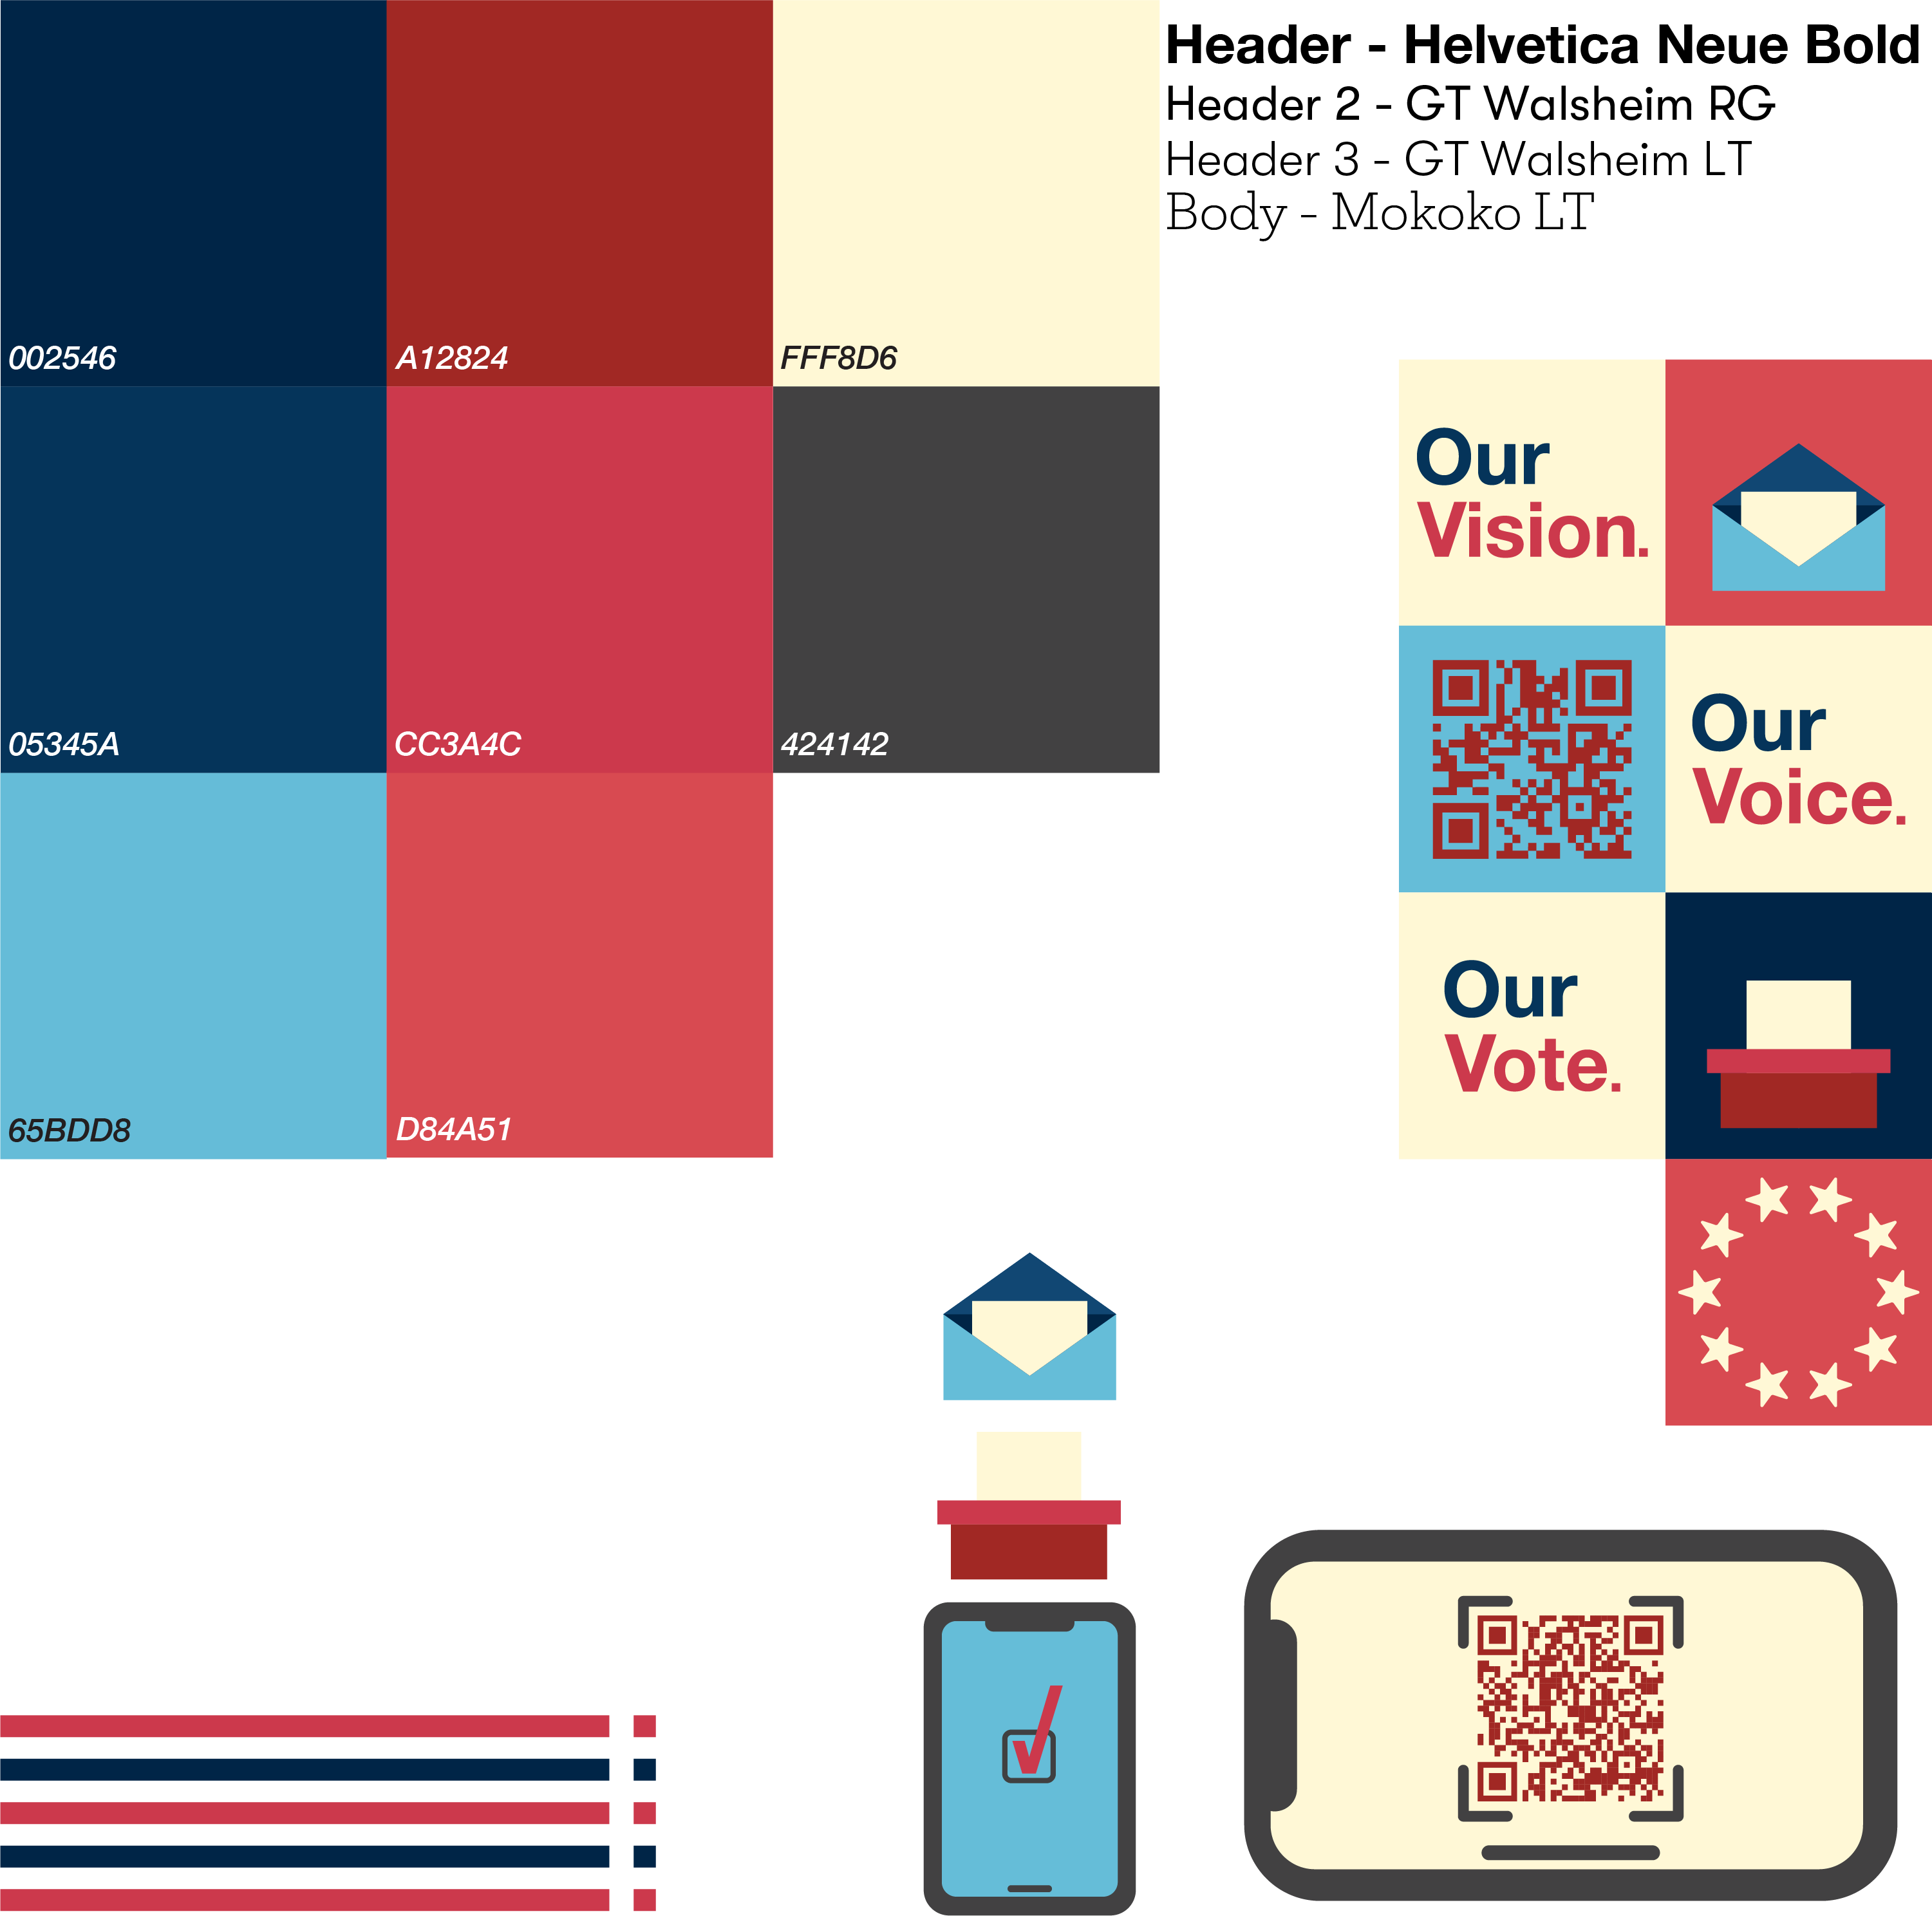 Header - Helvetica Neue Bold
Header 2 - GT Walsheim RG
Header 3 - GT Walsheim LT
Body - Mokoko LT
002546
A12824
FFF8D6
05345A
CC3A4C
424142
65BDD8
D84A51
Our
Vision.
Our
Voice.
Our
Vote.